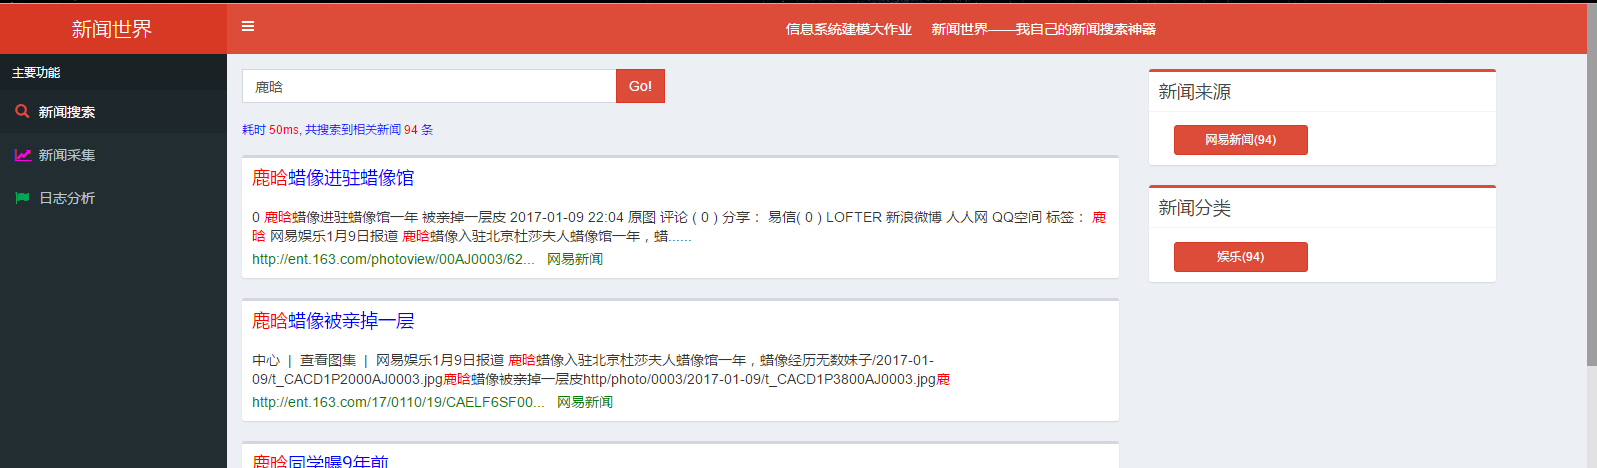 新闻世界
信息系统建模大作业 新闻世界——我自己的新闻搜索神器
主要功能
新闻搜索
新闻采集
日志分析
鹿晗
Go!
耗时 50ms, 共搜索到相关新闻 94 条
鹿晗蜡像进驻蜡像馆
0 鹿晗蜡像进驻蜡像馆一年 被亲掉一层皮 2017-01-09 22:04 原图 评论 ( 0 ) 分享： 易信( 0 ) LOFTER 新浪微博 人人网 QQ空间 标签： 鹿
晗 网易娱乐1月9日报道 鹿晗蜡像入驻北京杜莎夫人蜡像馆一年，蜡......
http://ent.163.com/photoview/00AJ0003/62... 网易新闻
鹿晗蜡像被亲掉一层
中心 | 查看图集 | 网易娱乐1月9日报道 鹿晗蜡像入驻北京杜莎夫人蜡像馆一年，蜡像经历无数妹子/2017-01-
09/t_CACD1P2000AJ0003.jpg鹿晗蜡像被亲掉一层皮http/photo/0003/2017-01-09/t_CACD1P3800AJ0003.jpg鹿
http://ent.163.com/17/0110/19/CAELF6SF00... 网易新闻
鹿晗同学曝9年前
新闻来源
网易新闻(94)
新闻分类
娱乐(94)